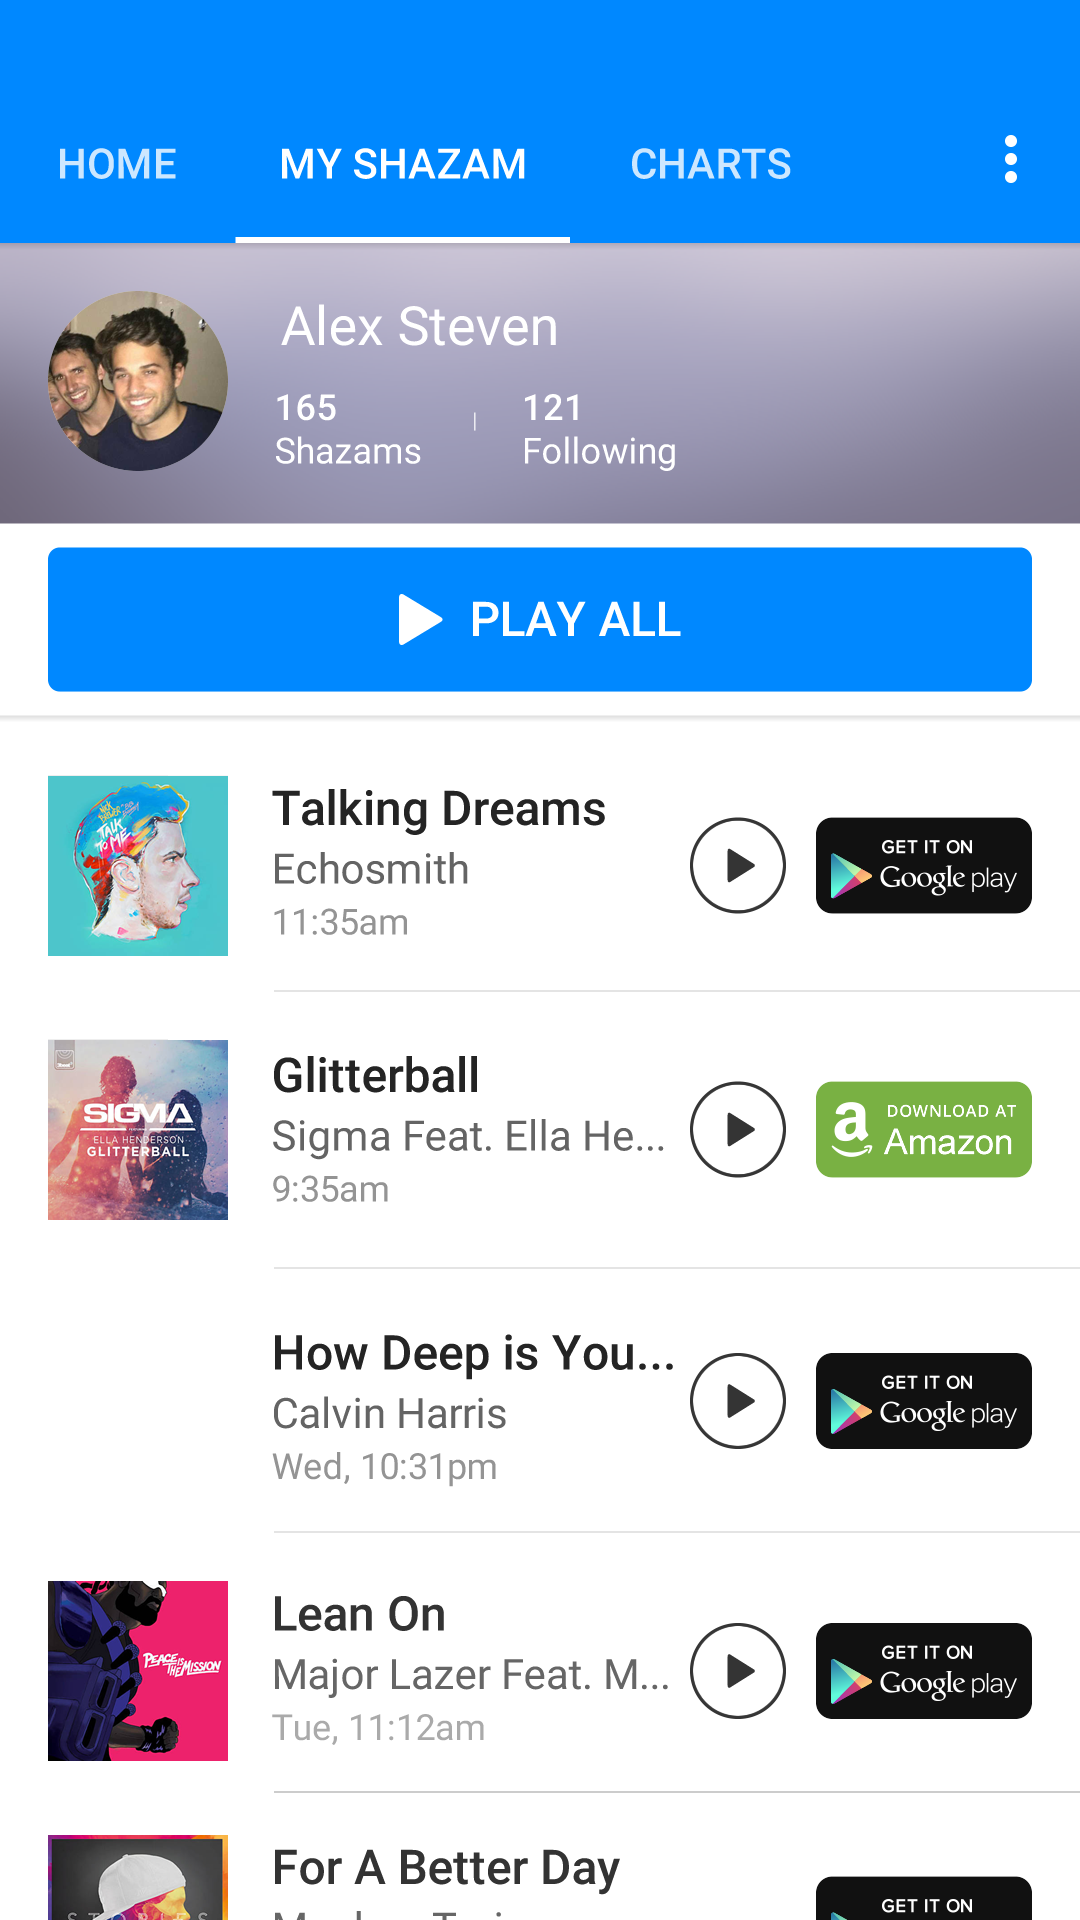 HOME
MY SHAZAM
CHARTS
Alex Steven
165
Shazams
121
Following
PLAY ALL
NICK BREWER
TALK
TO ME
Talking Dreams
Echosmith
11:35am
GET IT ON
Google play
SIGMA
ELLA HENDERSON
GLITTERBALL
Glitterball
Sigma Feat. Ella He...
9:35am
DOWNLOAD AT
Amazon
How Deep is You...
Calvin Harris
Wed, 10:31pm
GET IT ON
Google play
PEACE IS
THE MISSION
Lean On
Major Lazer Feat. M...
Tue, 11:12am
GET IT ON
Google play
STORIES
For A Better Day
GET IT ON